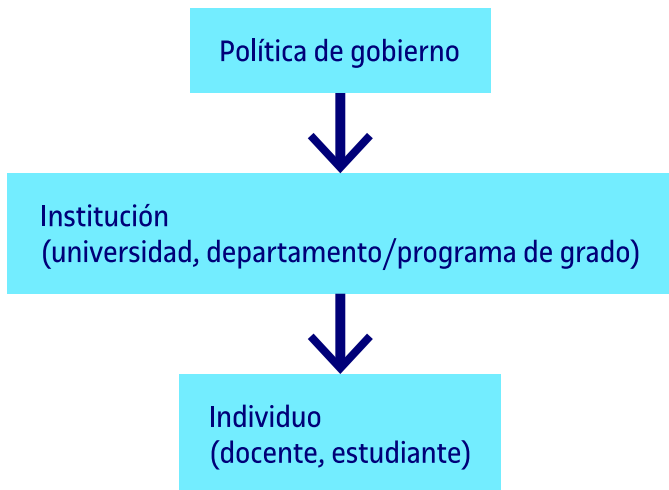 Política de gobierno
Institución
(universidad, departamento/programa de grado)
Individuo
(docente, estudiante)